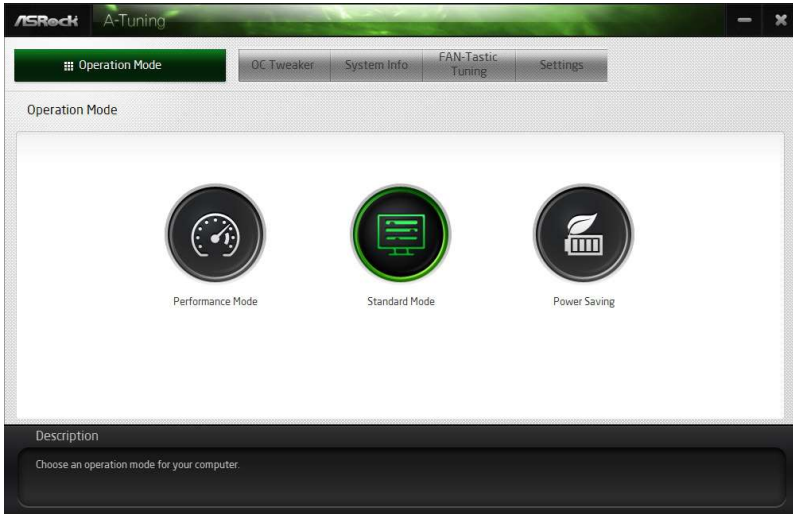 ASRock A-Tuning
Operation Mode OC Tweaker System Info FAN-Tastic
Tuning Settings
Operation Mode
Performance Mode Standard Mode Power Saving
Description
Choose an operation mode for your computer.